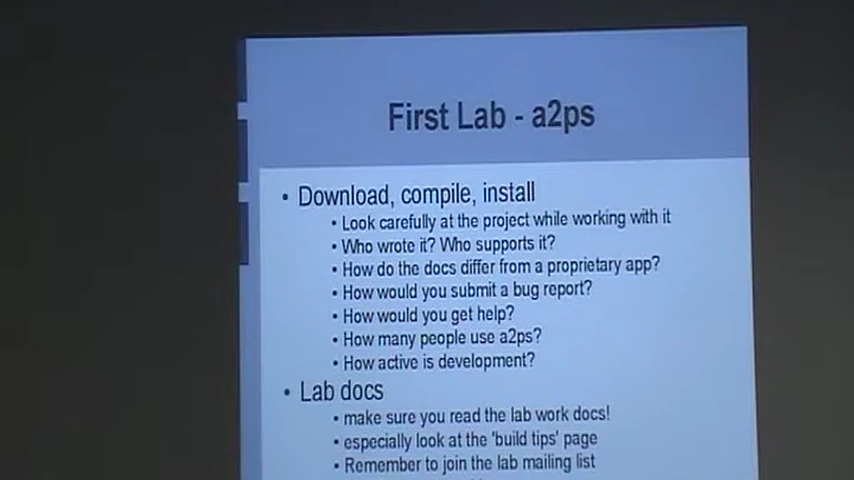 First Lab - a2ps
• Download, compile, install
• Look carefully at the project while working with it
• Who wrote it? Who supports it?
• How do the docs differ from a proprietary app?
• How would you submit a bug report?
• How would you get help?
• How many people use a2ps?
• How active is development?
• Lab docs
• make sure you read the lab work docs!
• especially look at the 'build tips' page
• Remember to join the lab mailing list